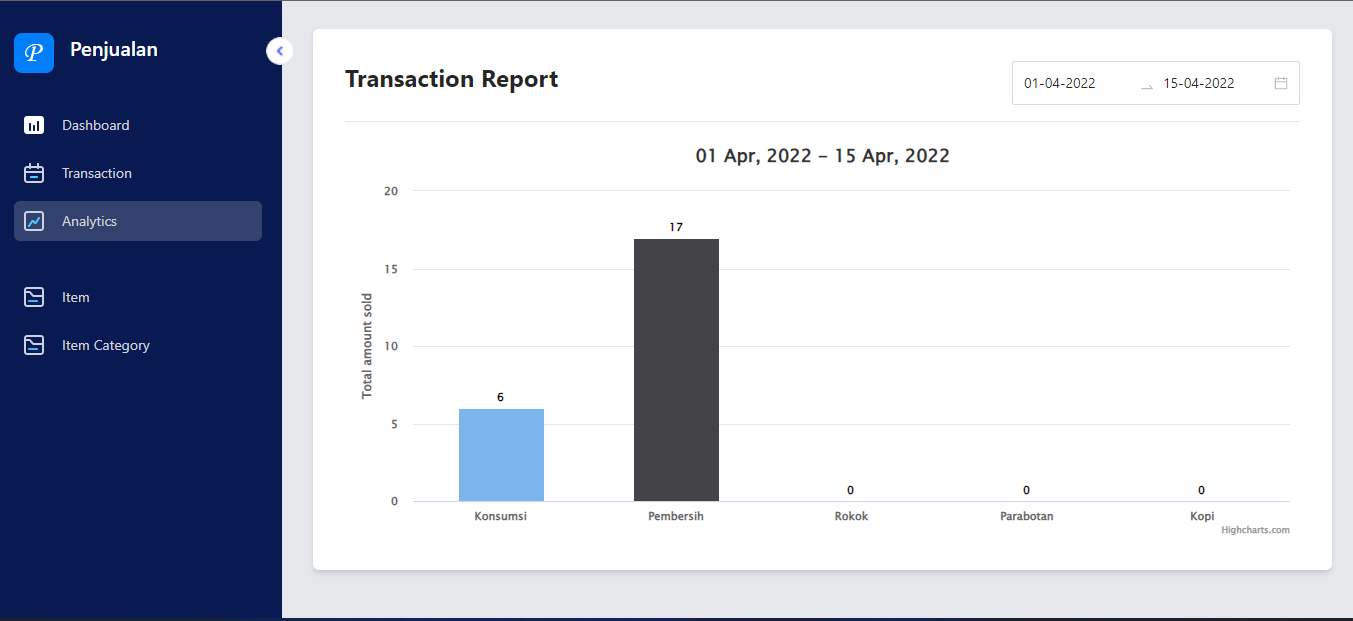 P Penjualan
Dashboard
Transaction
Analytics
Item
Item Category
Transaction Report
01-04-2022 → 15-04-2022
01 Apr, 2022 – 15 Apr, 2022
Total amount sold
20
15
10
5
0
6
17
0
0
0
Konsumsi
Pembersih
Rokok
Parabotan
Kopi
Highcharts.com